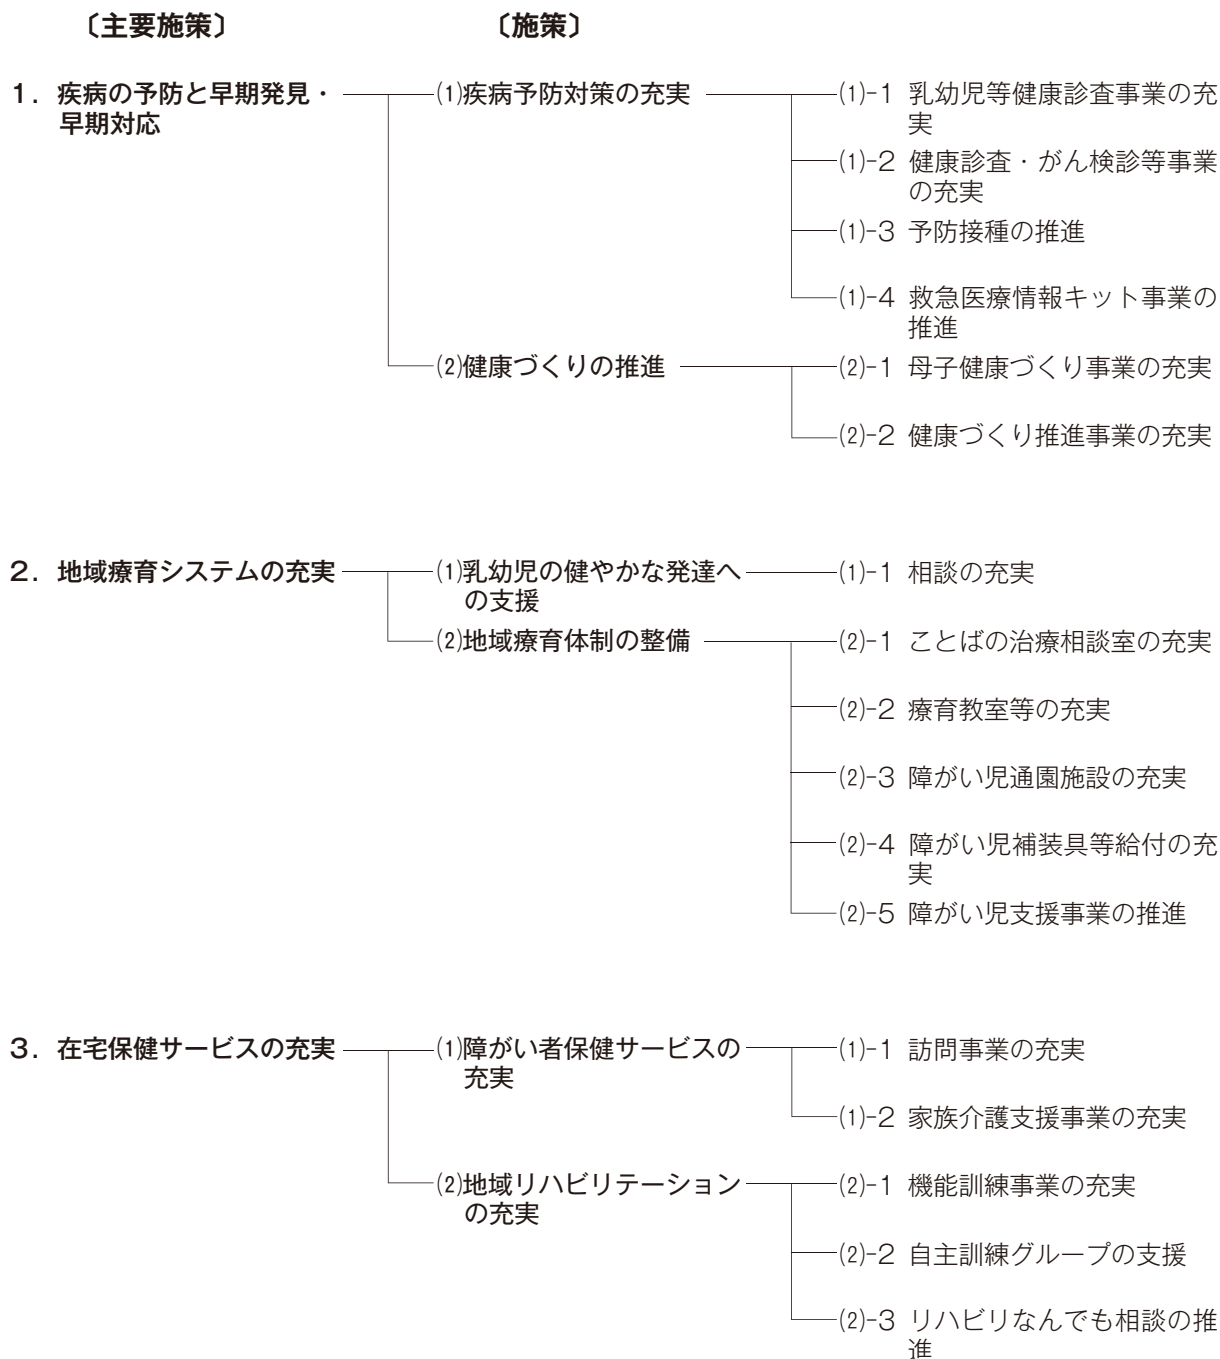 〔主要施策〕 〔施策〕
1．疾病の予防と早期発見・
早期対応
(1)疾病予防対策の充実
(1)-1 乳幼児等健康診査事業の充
実
(1)-2 健康診査・がん検診等事業
の充実
(1)-3 予防接種の推進
(1)-4 救急医療情報キット事業の
推進
(2)健康づくりの推進
(2)-1 母子健康づくり事業の充実
(2)-2 健康づくり推進事業の充実
2．地域療育システムの充実
(1)乳幼児の健やかな発達へ
の支援
(1)-1 相談の充実
(2)地域療育体制の整備
(2)-1 ことばの治療相談室の充実
(2)-2 療育教室等の充実
(2)-3 障がい児通園施設の充実
(2)-4 障がい児補装具等給付の充
実
(2)-5 障がい児支援事業の推進
3．在宅保健サービスの充実
(1)障がい者保健サービスの
充実
(1)-1 訪問事業の充実
(1)-2 家族介護支援事業の充実
(2)地域リハビリテーション
の充実
(2)-1 機能訓練事業の充実
(2)-2 自主訓練グループの支援
(2)-3 リハビリなんでも相談の推
進